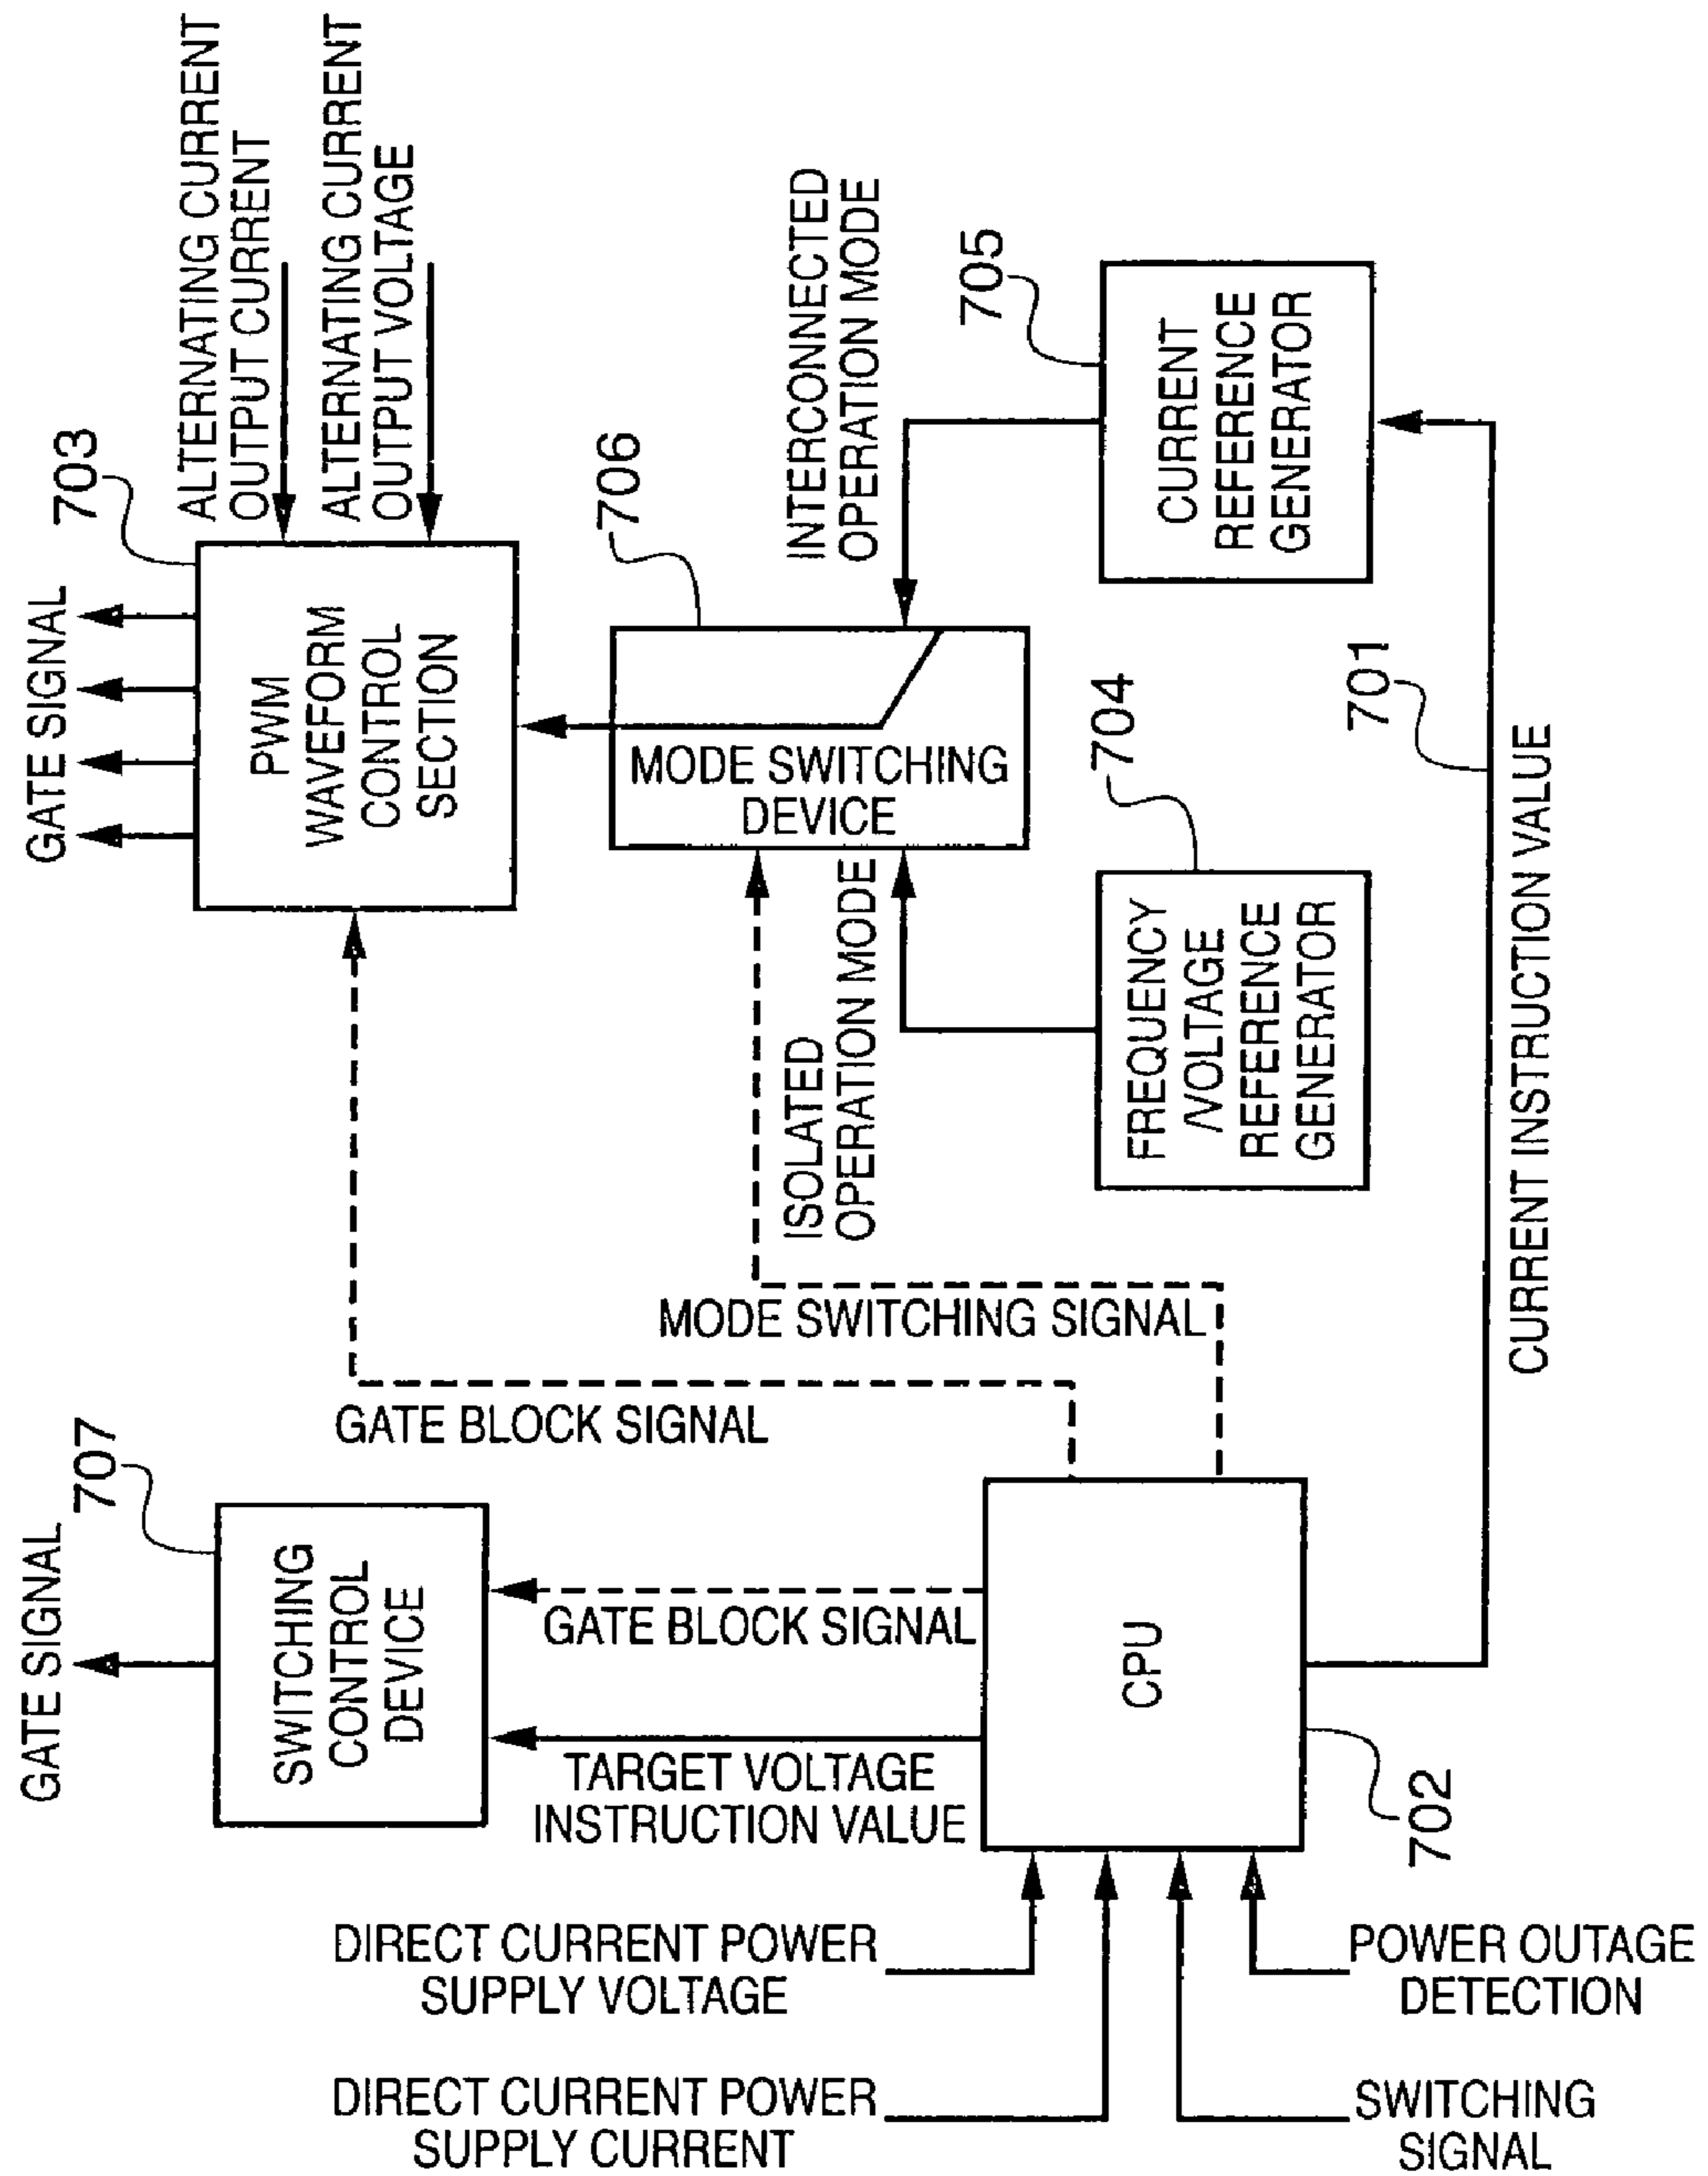 GATE SIGNAL
707
SWITCHING
CONTROL
DEVICE
GATE BLOCK SIGNAL
TARGET VOLTAGE
INSTRUCTION VALUE
CPU
702
DIRECT CURRENT POWER
SUPPLY VOLTAGE
DIRECT CURRENT POWER
SUPPLY CURRENT
POWER OUTAGE
DETECTION
SWITCHING
SIGNAL
GATE BLOCK SIGNAL
MODE SWITCHING SIGNAL
GATE SIGNAL
703
PWM
WAVEFORM
CONTROL
SECTION
ALTERNATING CURRENT
OUTPUT CURRENT
ALTERNATING CURRENT
OUTPUT VOLTAGE
706
MODE SWITCHING
DEVICE
ISOLATED
OPERATION MODE
INTERCONNECTED
OPERATION MODE
704
FREQUENCY
/VOLTAGE
REFERENCE
GENERATOR
705
CURRENT
REFERENCE
GENERATOR
701
CURRENT INSTRUCTION VALUE